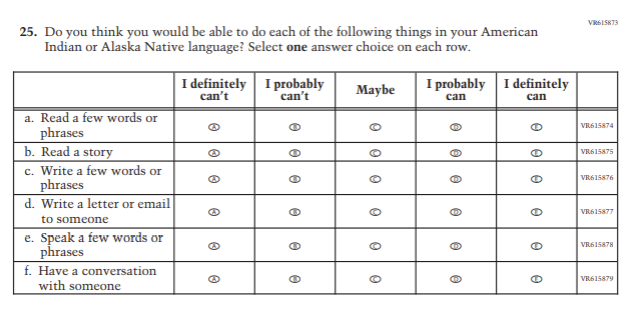 VR615873
25. Do you think you would be able to do each of the following things in your American
Indian or Alaska Native language? Select one answer choice on each row.
I definitely can't I probably can't Maybe I probably can I definitely can
a. Read a few words or
phrases Ⓐ Ⓑ Ⓒ Ⓓ Ⓔ VR615874
b. Read a story Ⓐ Ⓑ Ⓒ Ⓓ Ⓔ VR615875
c. Write a few words or
phrases Ⓐ Ⓑ Ⓒ Ⓓ Ⓔ VR615876
d. Write a letter or email
to someone Ⓐ Ⓑ Ⓒ Ⓓ Ⓔ VR615877
e. Speak a few words or
phrases Ⓐ Ⓑ Ⓒ Ⓓ Ⓔ VR615878
f. Have a conversation
with someone Ⓐ Ⓑ Ⓒ Ⓓ Ⓔ VR615879